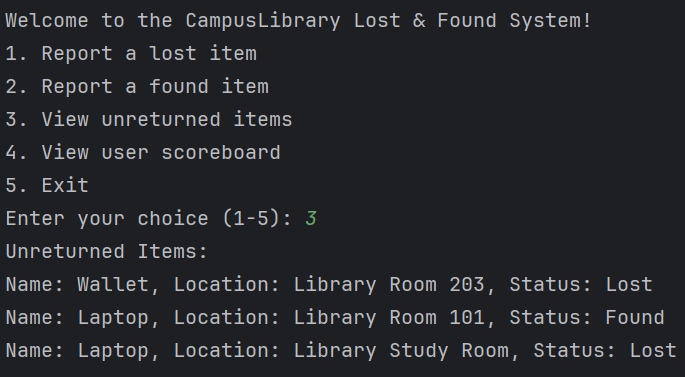 Welcome to the CampusLibrary Lost & Found System!
1. Report a lost item
2. Report a found item
3. View unreturned items
4. View user scoreboard
5. Exit
Enter your choice (1-5): 3
Unreturned Items:
Name: Wallet, Location: Library Room 203, Status: Lost
Name: Laptop, Location: Library Room 101, Status: Found
Name: Laptop, Location: Library Study Room, Status: Lost